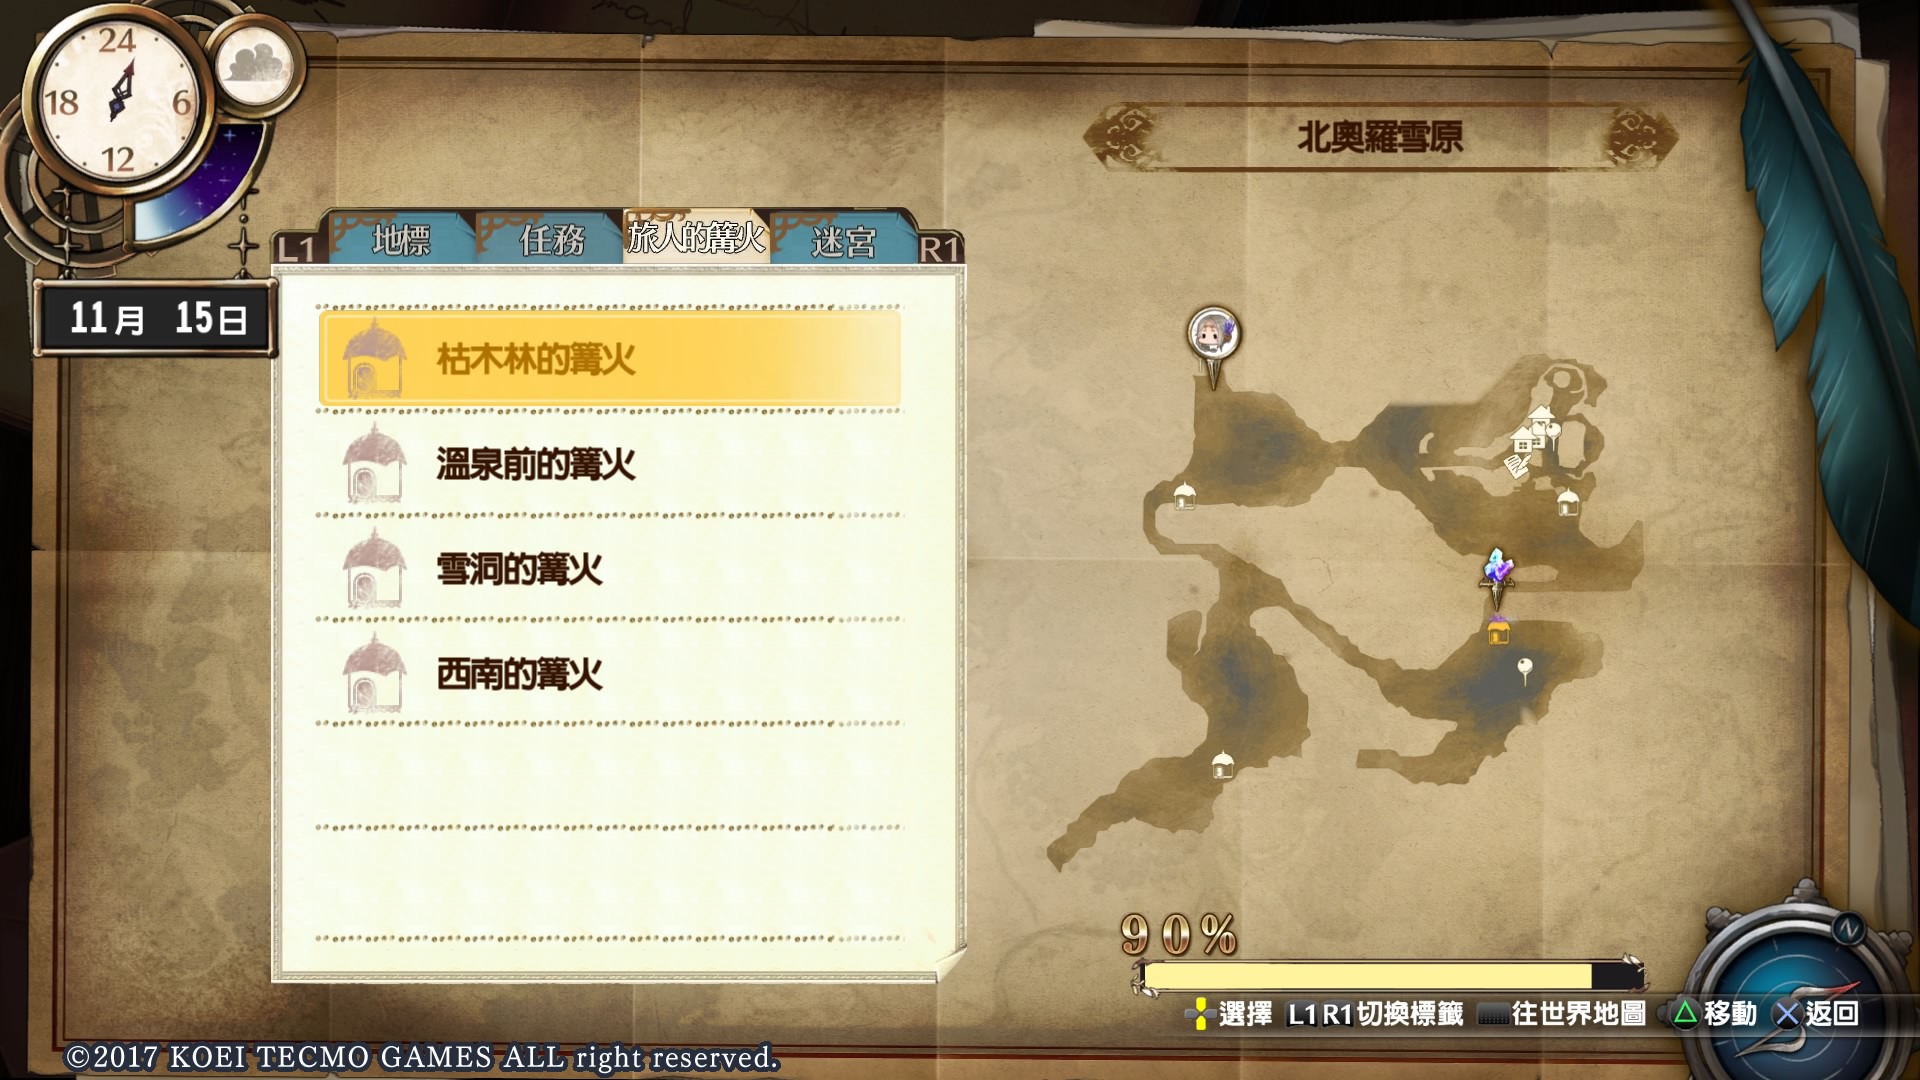 24
18 6
12
11月 15日
北奧羅雪原
L1 地標 任務 旅人的篝火 迷宮 R1
枯木林的篝火
溫泉前的篝火
雪洞的篝火
西南的篝火
90%
N
選擇 L1 R1切換標籤 往世界地圖 移動 返回
©2017 KOEI TECMO GAMES ALL right reserved.